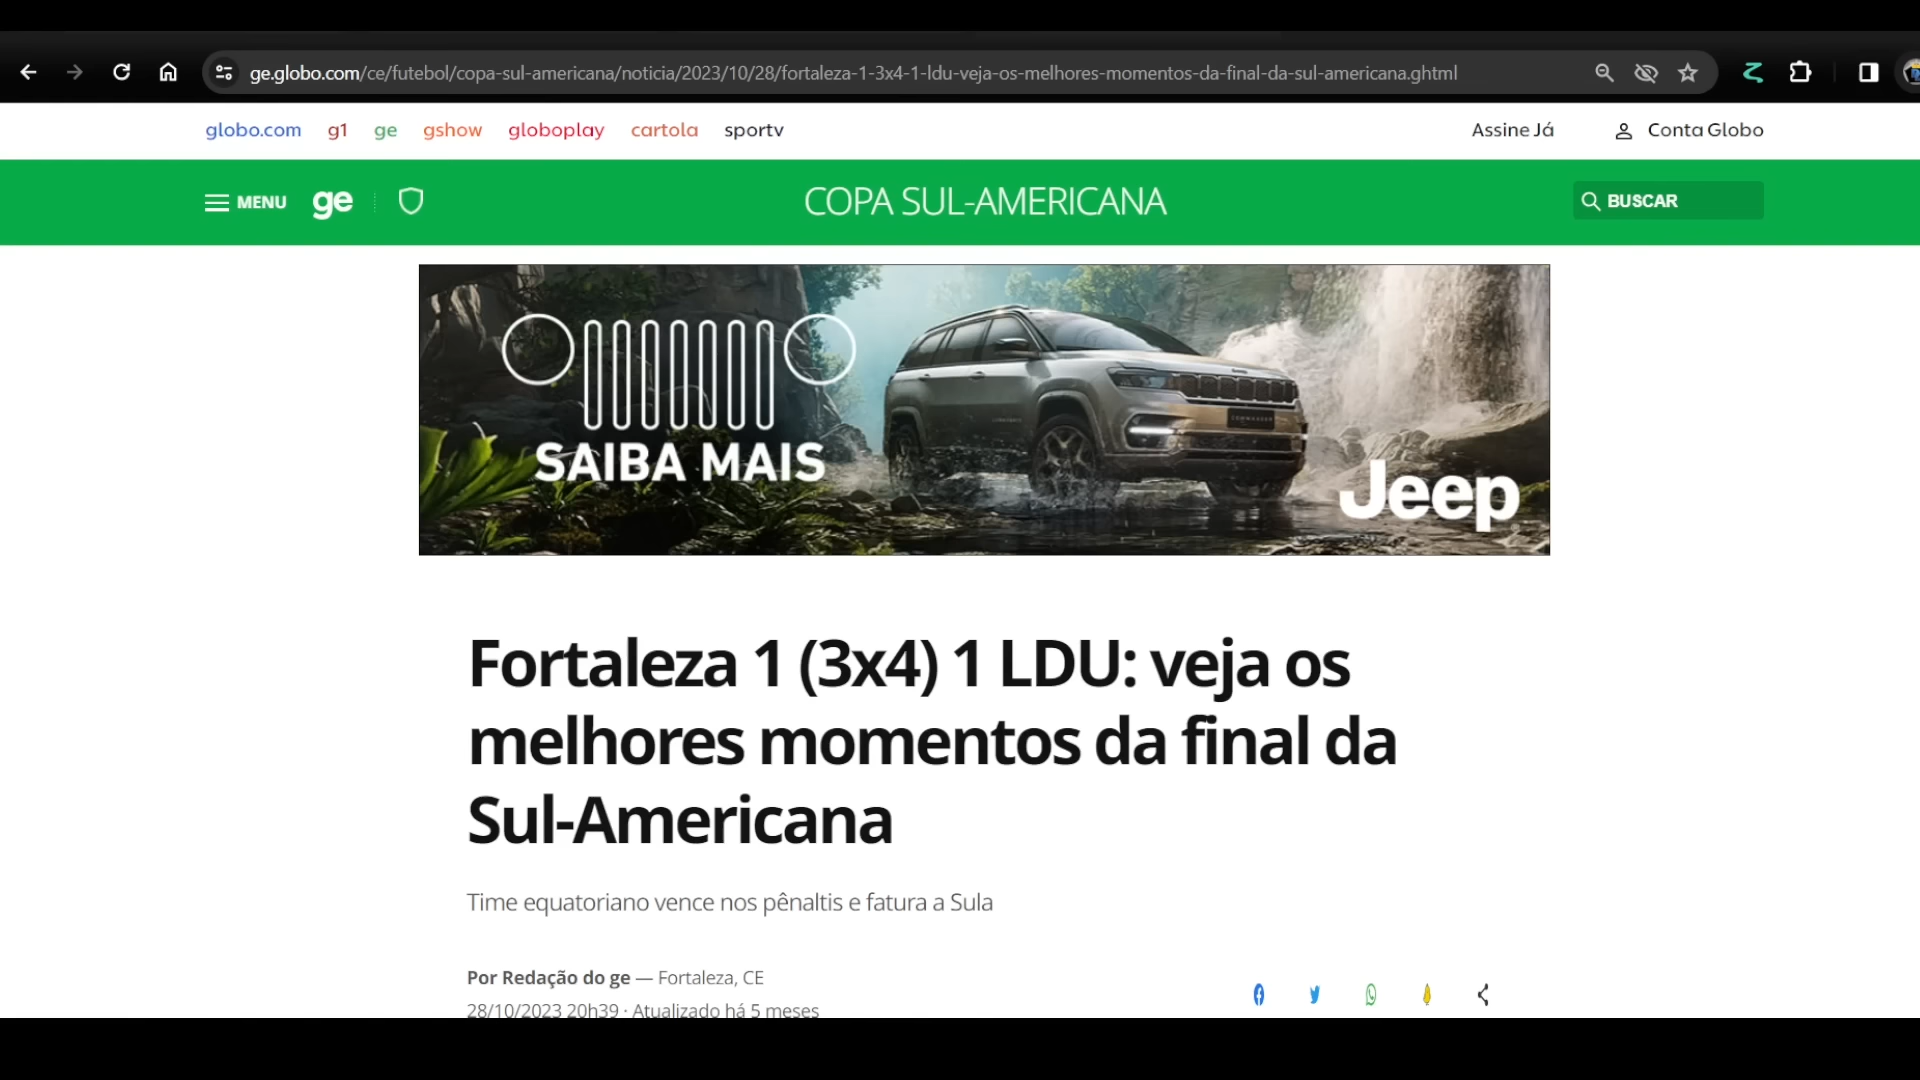 ge.globo.com/ce/futebol/copa-sul-americana/noticia/2023/10/28/fortaleza-1-3x4-1-ldu-veja-os-melhores-momentos-da-final-da-sul-americana.ghtml
globo.com g1 ge gshow globoplay cartola sportv Assine Já Conta Globo
MENU ge COPA SUL-AMERICANA BUSCAR
SAIBA MAIS
Jeep
Fortaleza 1 (3x4) 1 LDU: veja os
melhores momentos da final da
Sul-Americana
Time equatoriano vence nos pênaltis e fatura a Sula
Por Redação do ge — Fortaleza, CE
28/10/2023 20h39 · Atualizado há 5 meses